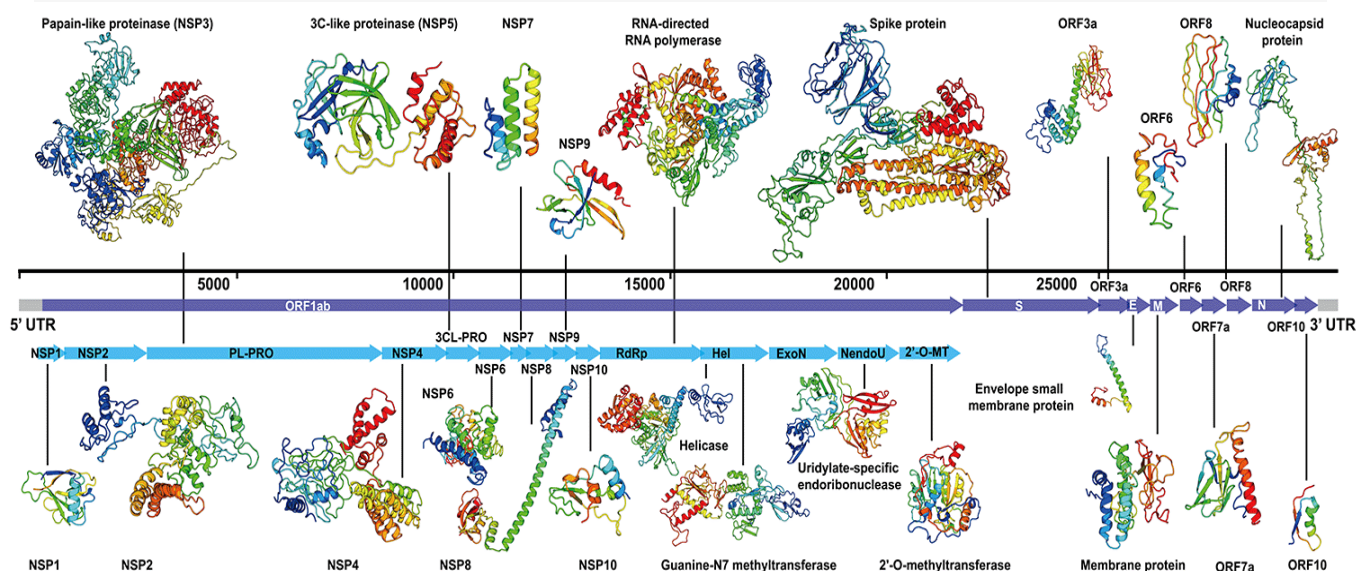 Papain-like proteinase (NSP3)
3C-like proteinase (NSP5)
NSP7
RNA-directed
RNA polymerase
Spike protein
ORF3a
ORF8
Nucleocapsid
protein
NSP9
ORF6
5000
10000
15000
20000
25000
ORF3a
ORF6
ORF8
ORF1ab
S
E
M
N
5' UTR
ORF7a
ORF10
3' UTR
3CL-PRO
NSP7
NSP9
NSP1
NSP2
PL-PRO
NSP4
RdRp
Hel
ExoN
NendoU
2'-O-MT
NSP6
NSP8
NSP10
NSP6
Envelope small
membrane protein
Helicase
Uridylate-specific
endoribonuclease
NSP1
NSP2
NSP4
NSP8
NSP10
Guanine-N7 methyltransferase
2'-O-methyltransferase
Membrane protein
ORF7a
ORF10